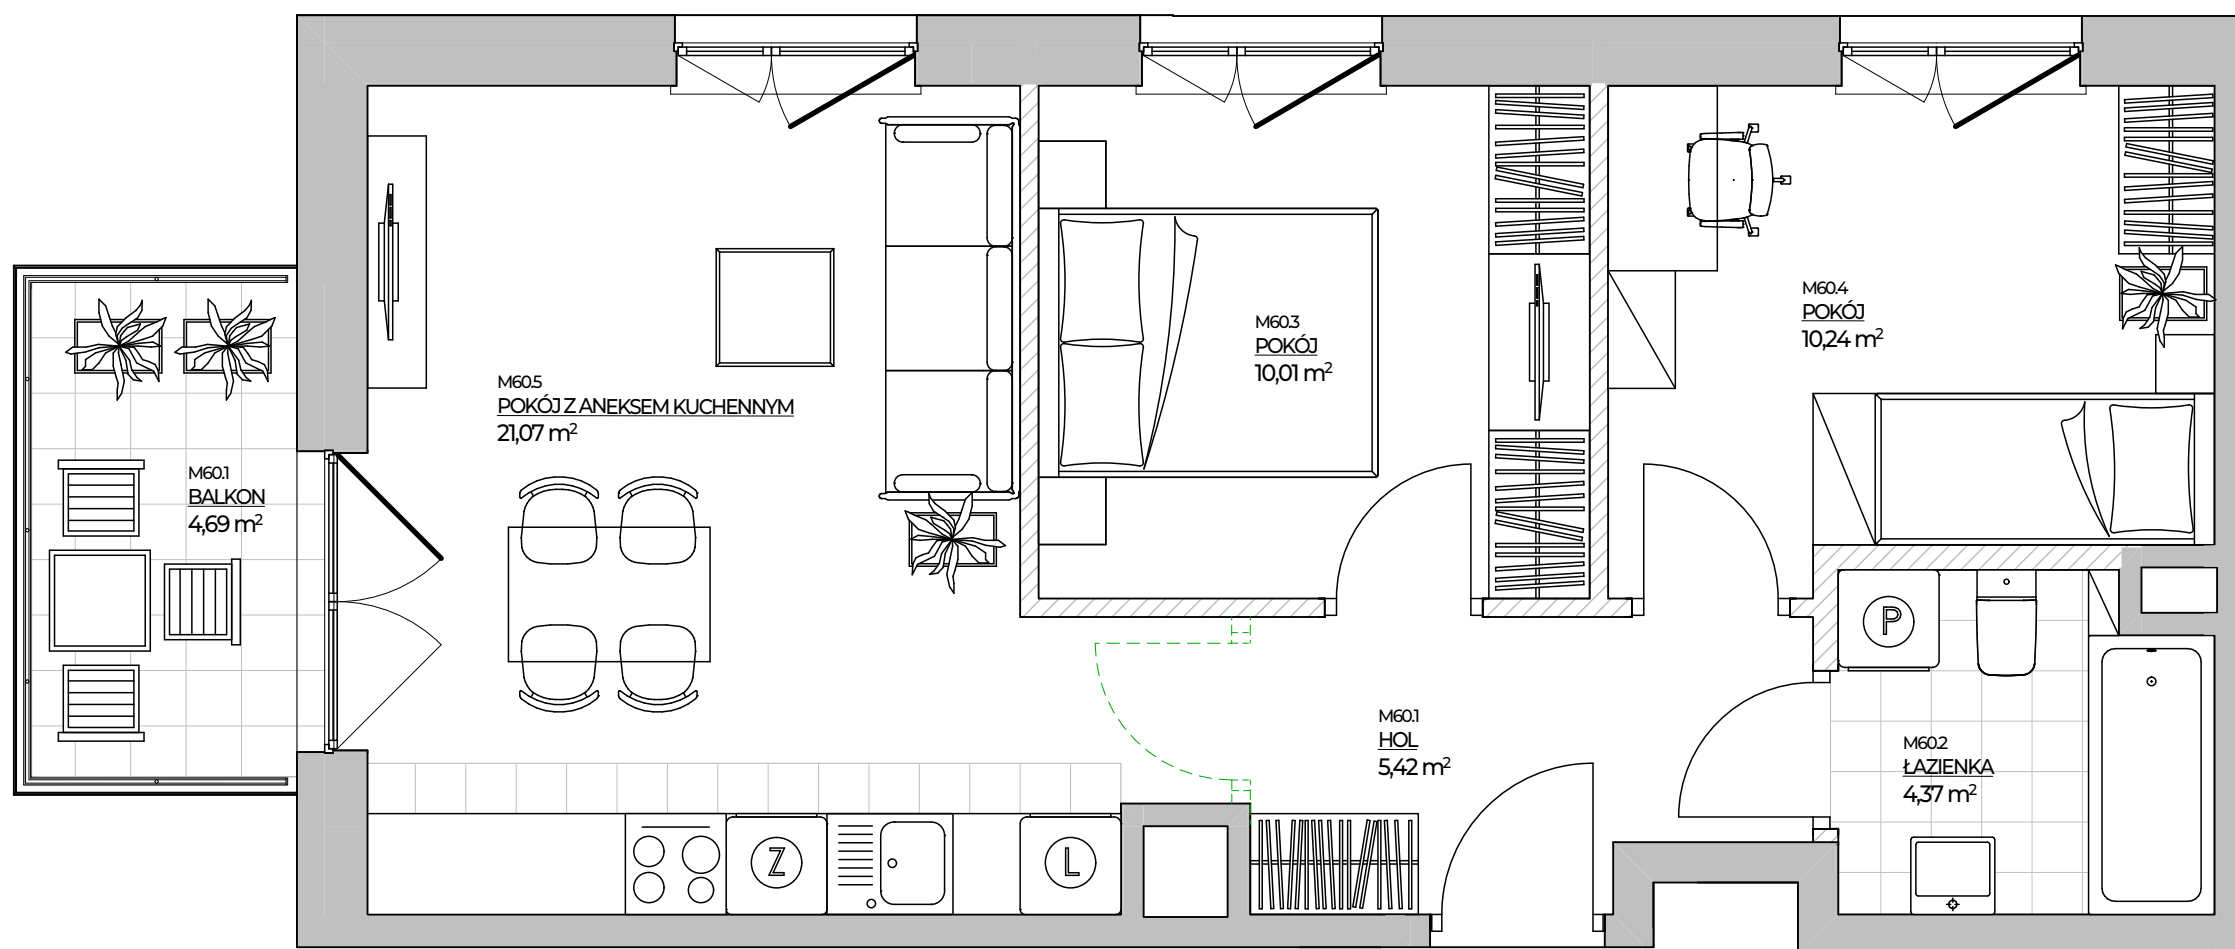 M60.5
POKÓJ Z ANEKSEM KUCHENNYM
21,07 m²
M60.1
BALKON
4,69 m²
M60.3
POKÓJ
10,01 m²
M60.4
POKÓJ
10,24 m²
M60.1
HOL
5,42 m²
M60.2
ŁAZIENKA
4,37 m²
P
Z
L